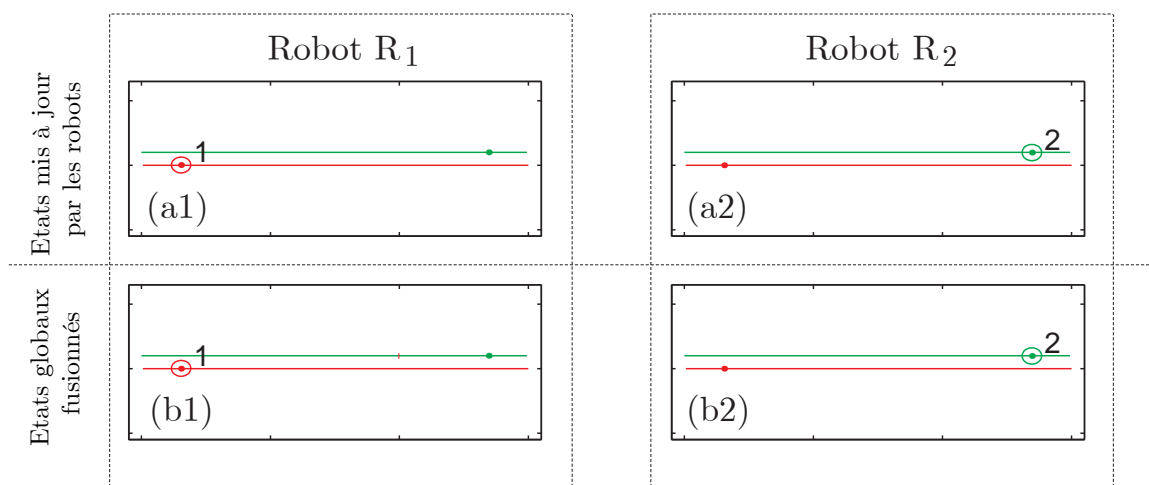 Robot R1
Robot R2
Etats mis à jour
par les robots
1
(a1)
2
(a2)
Etats globaux
fusionnés
1
(b1)
2
(b2)